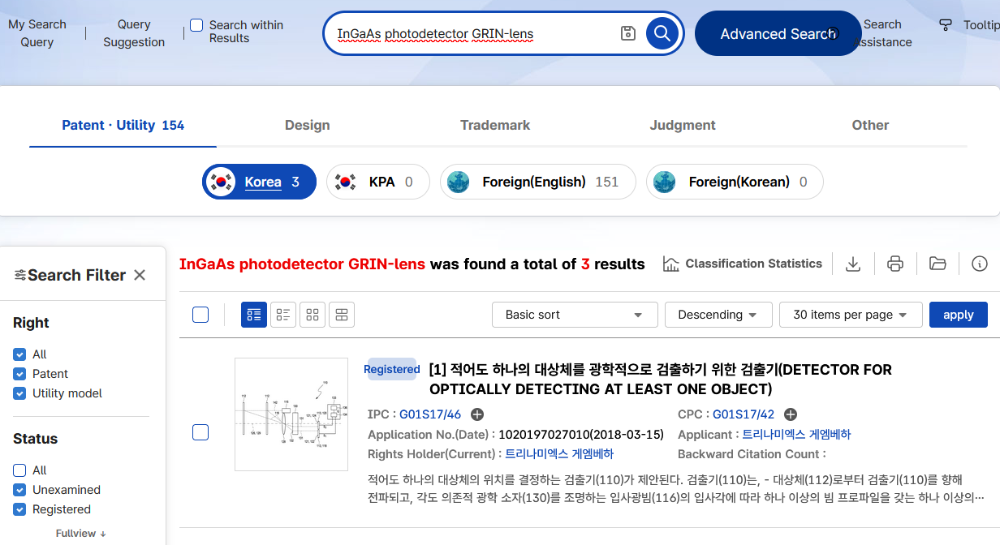 My Search Query
Query Suggestion
Search within Results
InGaAs photodetector GRIN-lens
Advanced Search
Search Assistance
Tooltip
Patent · Utility 154
Design
Trademark
Judgment
Other
Korea 3
KPA 0
Foreign(English) 151
Foreign(Korean) 0
Search Filter
InGaAs photodetector GRIN-lens was found a total of 3 results
Classification Statistics
Basic sort
Descending
30 items per page
apply
Right
All
Patent
Utility model
Status
All
Unexamined
Registered
Fullview ↓
Registered
[1] 적어도 하나의 대상체를 광학적으로 검출하기 위한 검출기(DETECTOR FOR
OPTICALLY DETECTING AT LEAST ONE OBJECT)
IPC : G01S17/46
CPC : G01S17/42
Application No.(Date) : 1020197027010(2018-03-15)
Applicant : 트리나미엑스 게엠베하
Rights Holder(Current) : 트리나미엑스 게엠베하
Backward Citation Count :
적어도 하나의 대상체의 위치를 결정하는 검출기(110)가 제안된다. 검출기(110)는, - 대상체(112)로부터 검출기(110)를 향해
전파되고, 각도 의존적 광학 소자(130)를 조명하는 입사광빔(116)의 입사각에 따라 하나 이상의 빔 프로파일을 갖는 하나 이상의…